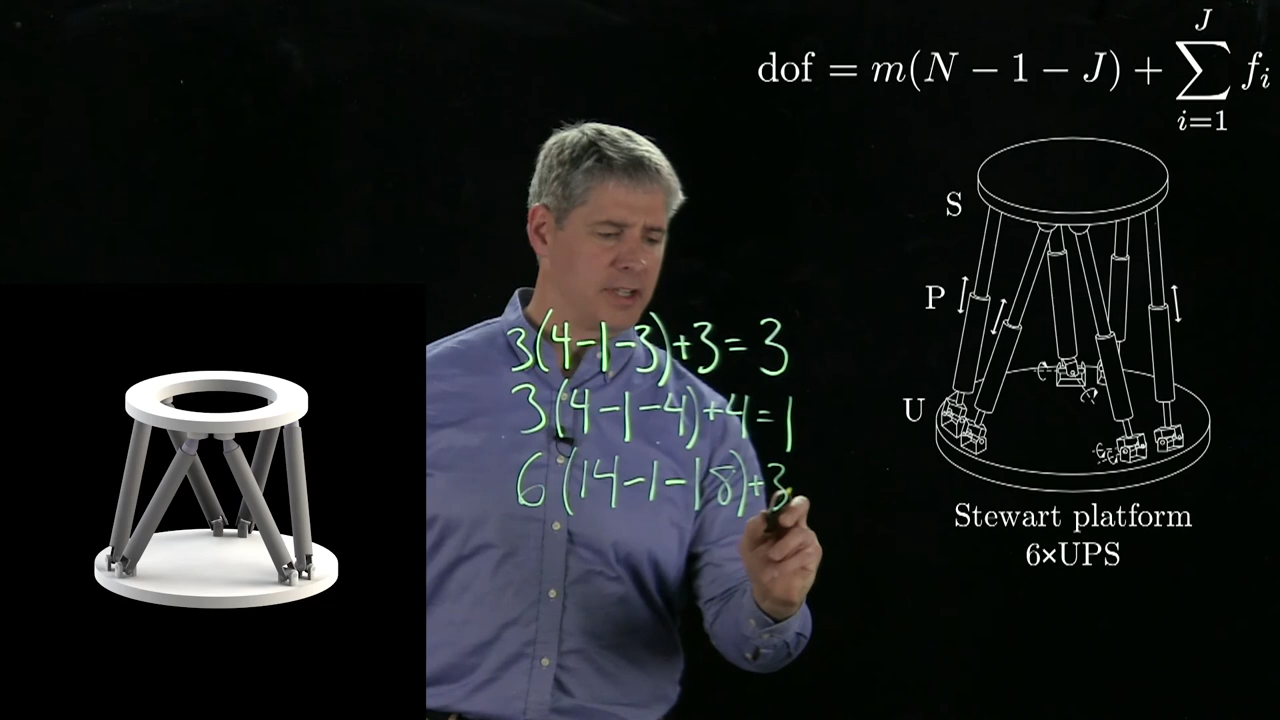 dof = m(N − 1 − J) + \sum_{i=1}^{J} f_i
S
P
U
Stewart platform
6×UPS
3(4-1-3)+3=3
3(4-1-4)+4=1
6(14-1-18)+3